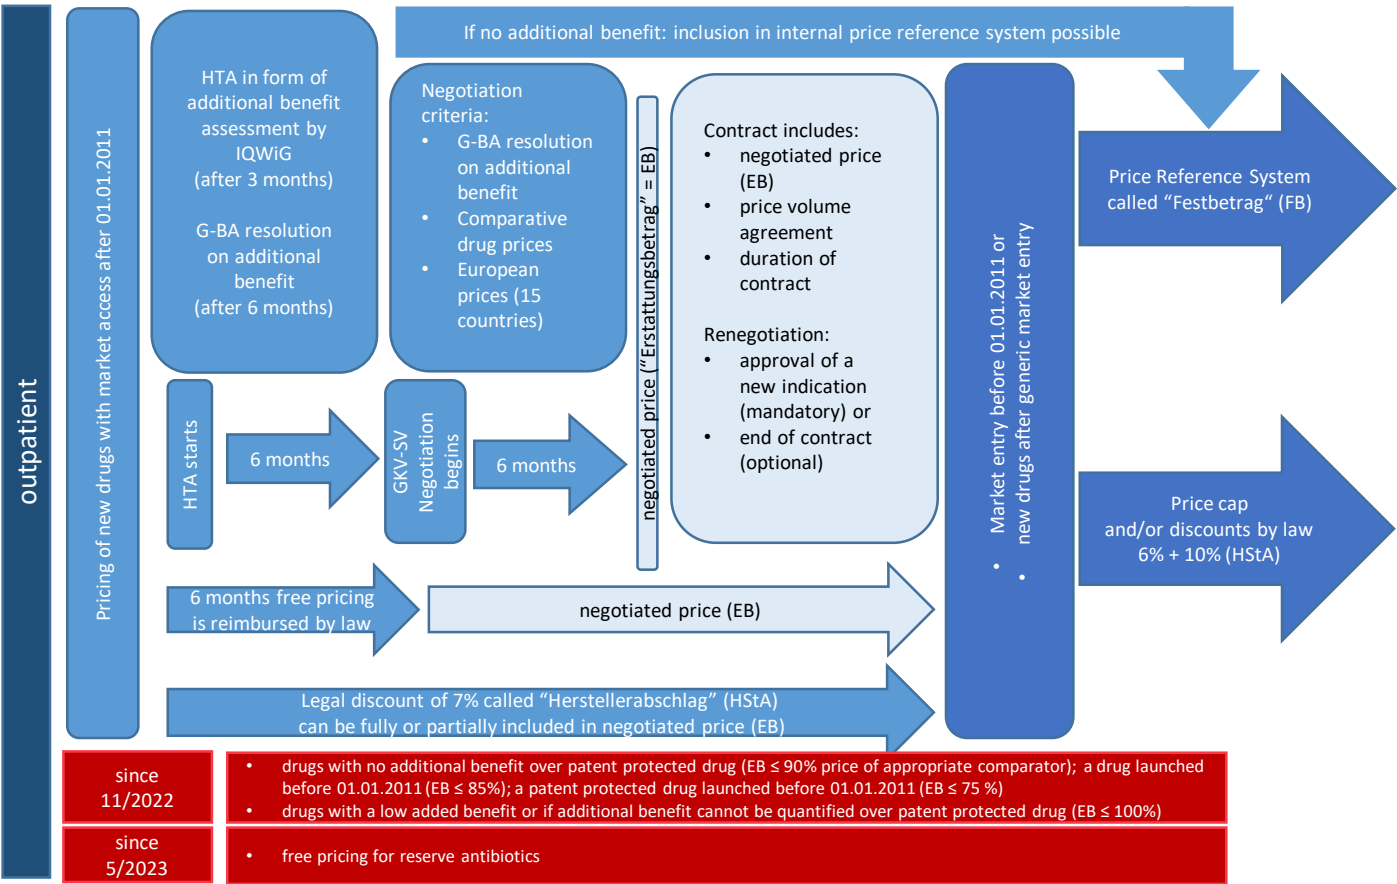 outpatient
Pricing of new drugs with market access after 01.01.2011
HTA in form of
additional benefit
assessment by
IQWiG
(after 3 months)
G-BA resolution
on additional
benefit
(after 6 months)
If no additional benefit: inclusion in internal price reference system possible
Negotiation
criteria:
• G-BA resolution
on additional
benefit
• Comparative
drug prices
• European
prices (15
countries)
HTA starts
6 months
GKV-SV
Negotiation
begins
6 months
negotiated price (“Erstattungsbetrag” = EB)
Contract includes:
• negotiated price
(EB)
• price volume
agreement
• duration of
contract
Renegotiation:
• approval of a
new indication
(mandatory) or
• end of contract
(optional)
6 months free pricing
is reimbursed by law
negotiated price (EB)
Legal discount of 7% called “Herstellerabschlag” (HStA)
can be fully or partially included in negotiated price (EB)
• Market entry before 01.01.2011 or
• new drugs after generic market entry
Price Reference System
called “Festbetrag“ (FB)
Price cap
and/or discounts by law
6% + 10% (HStA)
since
11/2022
• drugs with no additional benefit over patent protected drug (EB ≤ 90% price of appropriate comparator); a drug launched
before 01.01.2011 (EB ≤ 85%); a patent protected drug launched before 01.01.2011 (EB ≤ 75 %)
• drugs with a low added benefit or if additional benefit cannot be quantified over patent protected drug (EB ≤ 100%)
since
5/2023
• free pricing for reserve antibiotics